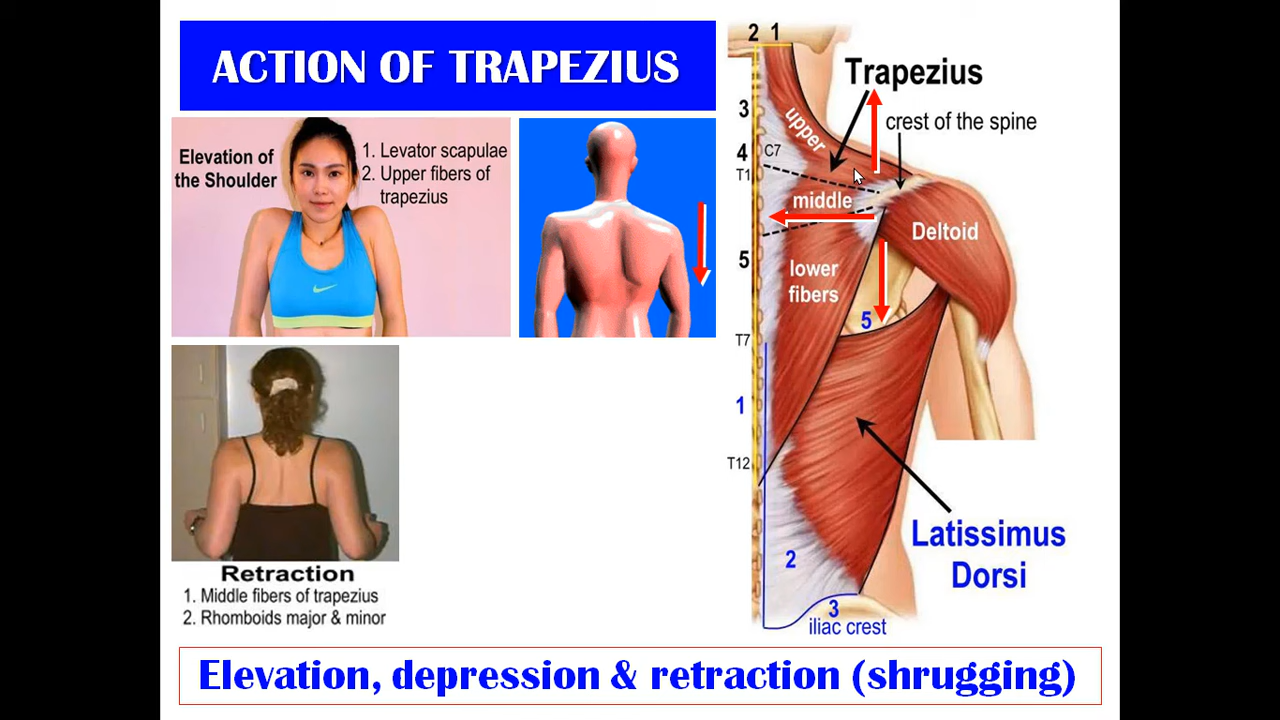 ACTION OF TRAPEZIUS
Elevation of
the Shoulder
1. Levator scapulae
2. Upper fibers of
trapezius
Retraction
1. Middle fibers of trapezius
2. Rhomboids major & minor
2 1
Trapezius
3
upper
crest of the spine
4
C7
T1
middle
Deltoid
5
lower
fibers
5
T7
1
T12
Latissimus
Dorsi
2
3
iliac crest
Elevation, depression & retraction (shrugging)